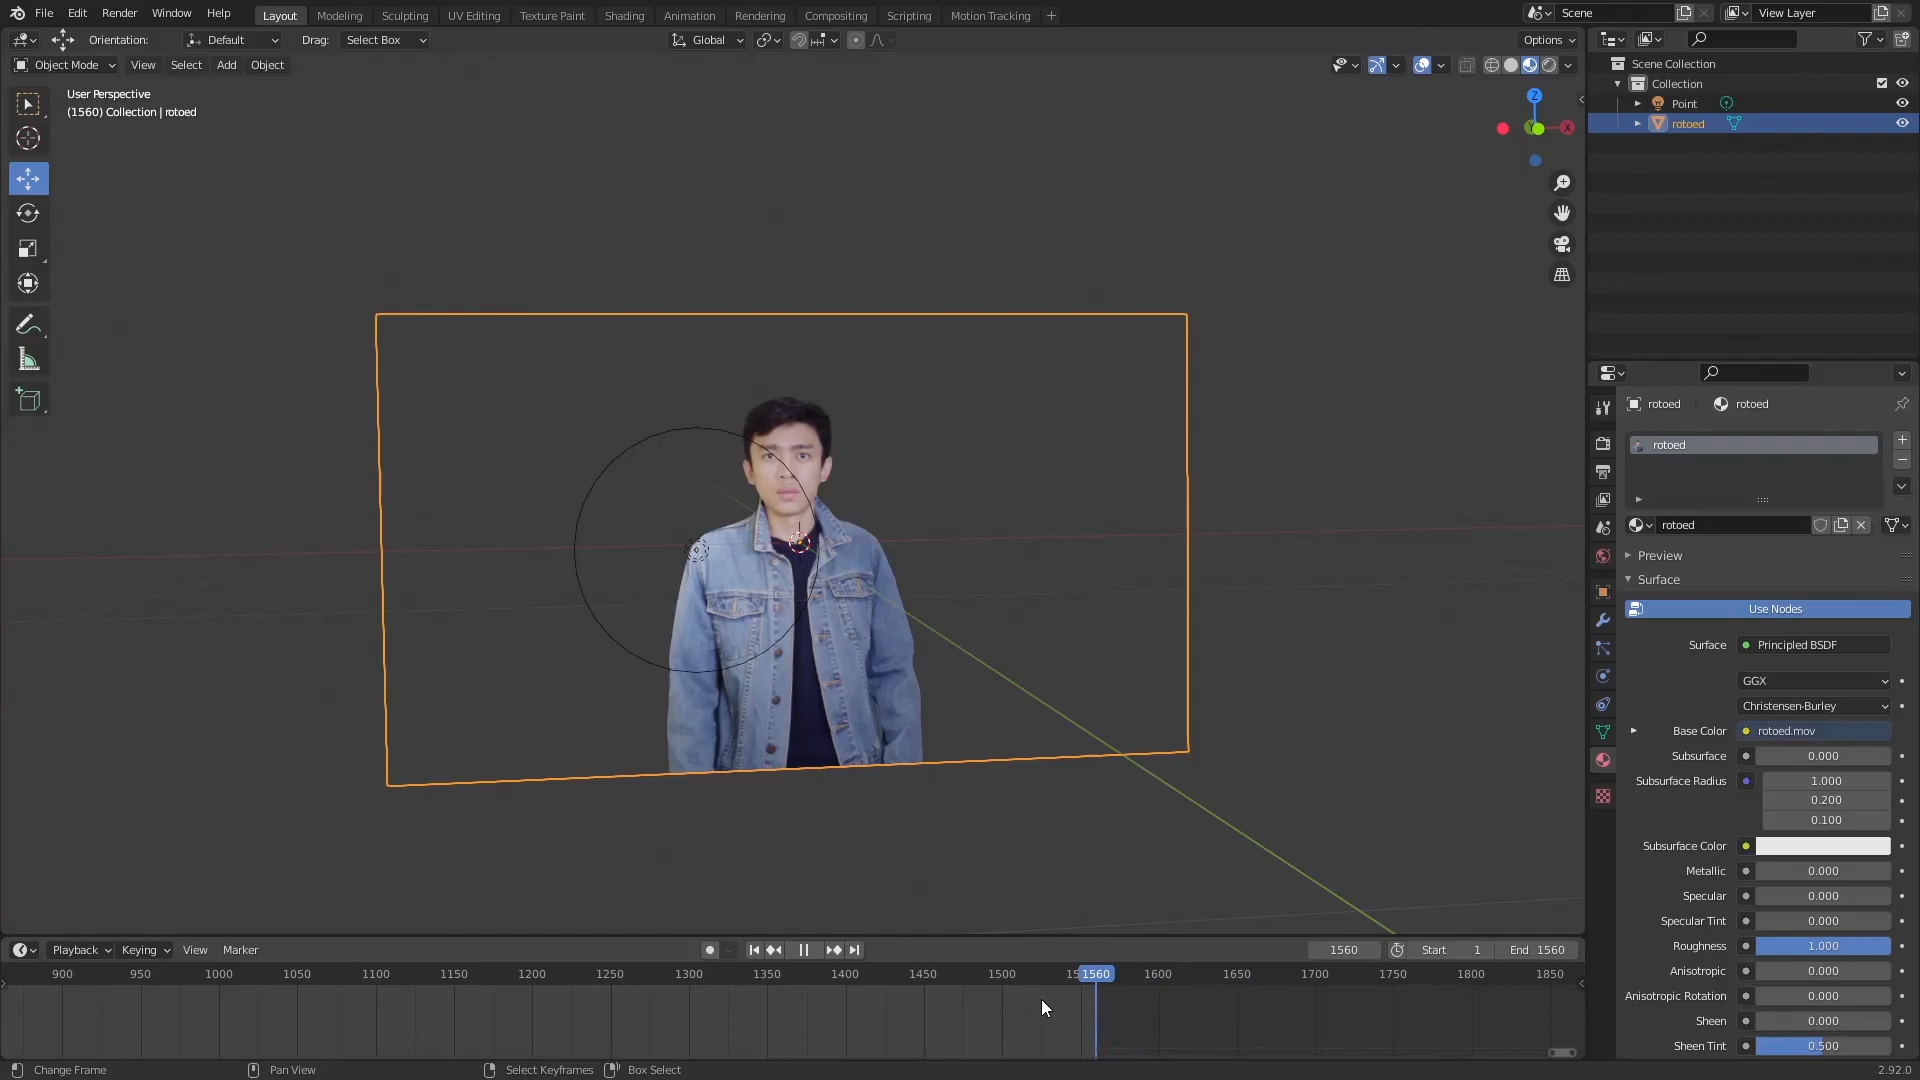 File Edit Render Window Help Layout Modeling Sculpting UV Editing Texture Paint Shading Animation Rendering Compositing Scripting Motion Tracking + Scene View Layer
Orientation: Default Drag: Select Box Global Options
Object Mode View Select Add Object
User Perspective
(1560) Collection | rotoed
Z
X
Scene Collection
Collection
Point
rotoed
rotoed rotoed
rotoed
rotoed
Preview
Surface
Use Nodes
Surface Principled BSDF
GGX
Christensen-Burley
Base Color rotoed.mov
Subsurface 0.000
Subsurface Radius 1.000
0.200
0.100
Subsurface Color
Metallic 0.000
Specular 0.000
Specular Tint 0.000
Roughness 1.000
Anisotropic 0.000
Anisotropic Rotation 0.000
Sheen 0.000
Sheen Tint 0.500
Playback Keying View Marker 1560 Start 1 End 1560
900 950 1000 1050 1100 1150 1200 1250 1300 1350 1400 1450 1500 1560 1600 1650 1700 1750 1800 1850
Change Frame Pan View Select Keyframes Box Select 2.92.0